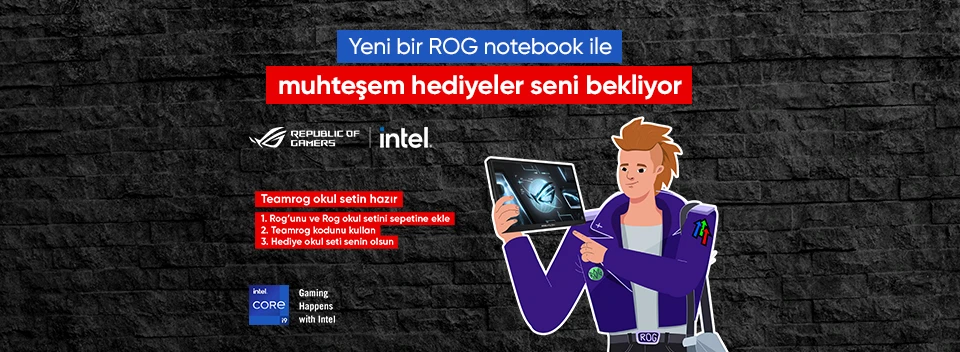 Yeni bir ROG notebook ile
muhteşem hediyeler seni bekliyor
REPUBLIC OF
GAMERS
intel.
Teamrog okul setin hazır
1. Rog'unu ve Rog okul setini sepetine ekle
2. Teamrog kodunu kullan
3. Hediye okul seti senin olsun
intel
CORE
i9
Gaming
Happens
with Intel
ROG